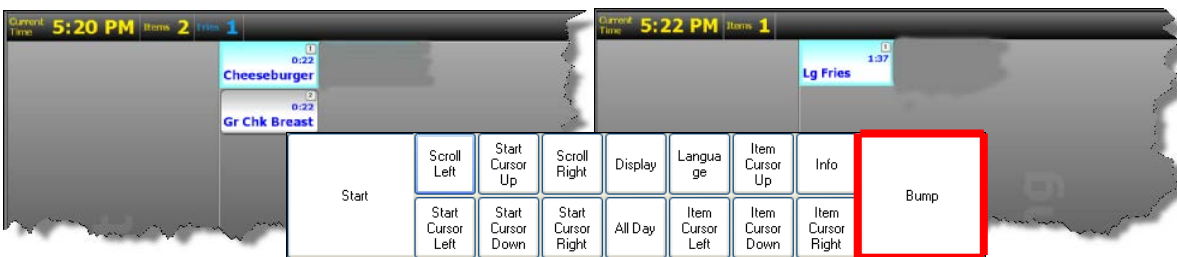 Current Time 5:20 PM Items 2 Fries 1
1
0:22
Cheeseburger
2
0:22
Gr Chk Breast
Current Time 5:22 PM Items 1
1
1:37
Lg Fries
Start
Scroll Left
Start Cursor Up
Scroll Right
Display
Langua
ge
Item Cursor Up
Info
Bump
Start Cursor Left
Start Cursor Down
Start Cursor Right
All Day
Item Cursor Left
Item Cursor Down
Item Cursor Right